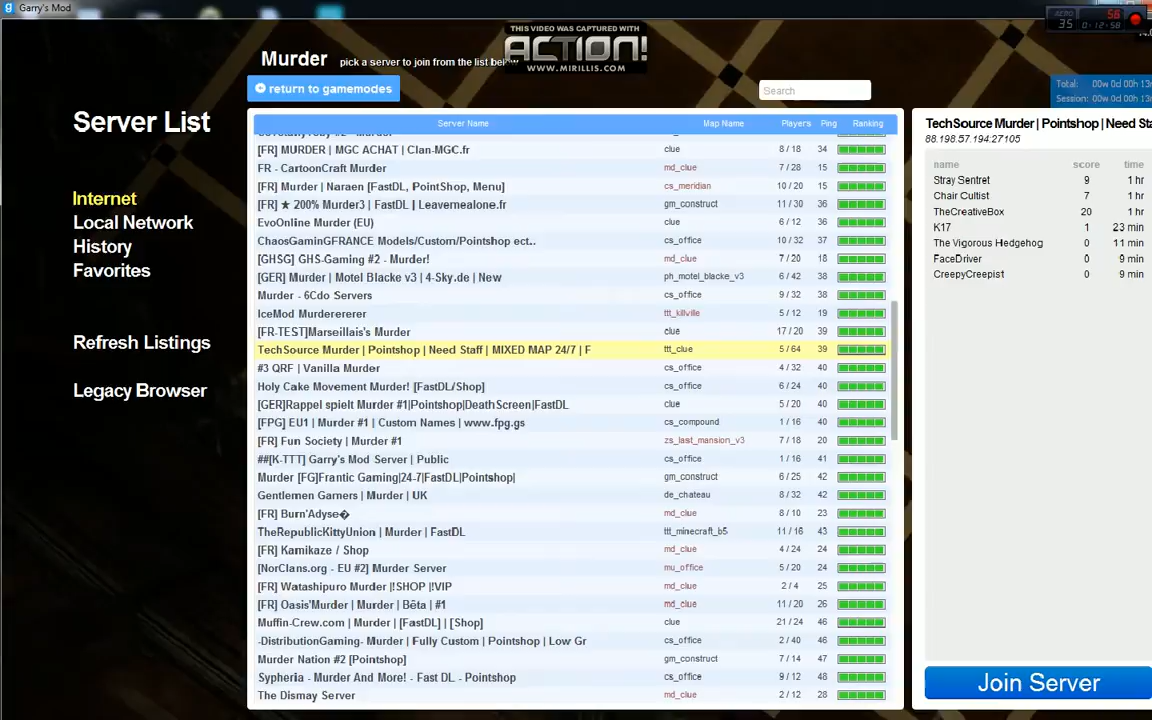 Garry's Mod
THIS VIDEO WAS CAPTURED WITH
ACTION!
WWW.MIRILLIS.COM
35
56
0:12:58
Murder pick a server to join from the list below
return to gamemodes
Search
Total: 00w 0d 00h 13
Session: 00w 0d 00h 13
Server List
Internet
Local Network
History
Favorites
Refresh Listings
Legacy Browser
Server Name Map Name Players Ping Ranking
[FR] MURDER | MGC ACHAT | Clan-MGC.fr clue 8 / 18 34
FR - CartoonCraft Murder md_clue 7 / 28 15
[FR] Murder | Naraen [FastDL, PointShop, Menu] cs_meridian 10 / 20 15
[FR] ★ 200% Murder3 | FastDL | Leavemealone.fr gm_construct 11 / 30 36
EvoOnline Murder (EU) clue 6 / 12 36
ChaosGaminGFRANCE Models/Custom/Pointshop ect.. cs_office 10 / 32 37
[GHSG] GHS-Gaming #2 - Murder! md_clue 7 / 20 18
[GER] Murder | Motel Blacke v3 | 4-Sky.de | New ph_motel_blacke_v3 6 / 42 38
Murder - 6Cdo Servers cs_office 9 / 32 38
IceMod Murderererer ttt_killville 5 / 12 19
[FR-TEST]Marseillais's Murder clue 17 / 20 39
TechSource Murder | Pointshop | Need Staff | MIXED MAP 24/7 | F ttt_clue 5 / 64 39
#3 QRF | Vanilla Murder cs_office 4 / 32 40
Holy Cake Movement Murder! [FastDL/Shop] cs_office 6 / 24 40
[GER]Rappel spielt Murder #1|Pointshop|DeathScreen|FastDL clue 5 / 20 40
[FPG] EU1 | Murder #1 | Custom Names | www.fpg.gs cs_compound 1 / 16 40
[FR] Fun Society | Murder #1 zs_last_mansion_v3 7 / 18 20
##[K-TTT] Garry's Mod Server | Public cs_office 1 / 16 41
Murder [FG]Frantic Gaming|24-7|FastDL|Pointshop| gm_construct 6 / 25 42
Gentlemen Gamers | Murder | UK de_chateau 8 / 32 42
[FR] Burn'Adyse� md_clue 8 / 10 23
TheRepublicKittyUnion | Murder | FastDL ttt_minecraft_b5 11 / 16 43
[FR] Kamikaze / Shop md_clue 4 / 24 24
[NorClans.org - EU #2] Murder Server mu_office 5 / 20 24
[FR] Watashipuro Murder |!SHOP |!VIP md_clue 2 / 4 25
[FR] Oasis'Murder | Murder | Bêta | #1 md_clue 11 / 20 26
Muffin-Crew.com | Murder | [FastDL] | [Shop] clue 21 / 24 46
-DistributionGaming- Murder | Fully Custom | Pointshop | Low Gr cs_office 2 / 40 46
Murder Nation #2 [Pointshop] gm_construct 7 / 14 47
Sypheria - Murder And More! - Fast DL - Pointshop cs_office 9 / 12 48
The Dismay Server md_clue 2 / 12 28
TechSource Murder | Pointshop | Need Sta
88.198.57.194:27105
name score time
Stray Sentret 9 1 hr
Chair Cultist 7 1 hr
TheCreativeBox 20 1 hr
K17 1 23 min
The Vigorous Hedgehog 0 11 min
FaceDriver 0 9 min
CreepyCreepist 0 9 min
Join Server